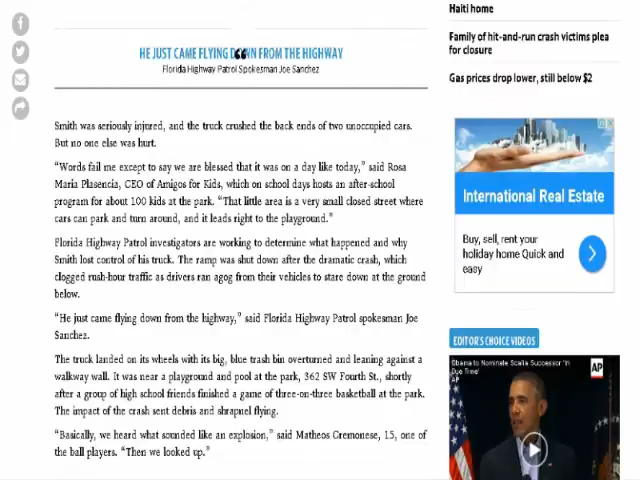 HE JUST CAME FLYING D WN FROM THE HIGHWAY
Florida Highway Patrol Spokesman Joe Sanchez
Smith was seriously injured, and the truck crushed the back ends of two unoccupied cars.
But no one else was hurt.
“Words fail me except to say we are blessed that it was on a day like today,” said Rosa
Maria Plasencia, CEO of Amigos for Kids, which on school days hosts an after-school
program for about 100 kids at the park. “That little area is a very small closed street where
cars can park and turn around, and it leads right to the playground.”
Florida Highway Patrol investigators are working to determine what happened and why
Smith lost control of his truck. The ramp was shut down after the dramatic crash, which
clogged rush-hour traffic as drivers ran agog from their vehicles to stare down at the ground
below.
“He just came flying down from the highway,” said Florida Highway Patrol spokesman Joe
Sanchez.
The truck landed on its wheels with its big, blue trash bin overturned and leaning against a
walkway wall. It was near a playground and pool at the park, 362 SW Fourth St., shortly
after a group of high school friends finished a game of three-on-three basketball at the park.
The impact of the crash sent debris and shrapnel flying.
“Basically, we heard what sounded like an explosion,” said Matheos Cremonese, 15, one of
the ball players. “Then we looked up.”
Haiti home
Family of hit-and-run crash victims plea
for closure
Gas prices drop lower, still below $2
International Real Estate
Buy, sell, rent your
holiday home Quick and
easy
EDITOR'S CHOICE VIDEOS
Obama to Nominate Scalia Successor 'In
Due Time'
AP
AP